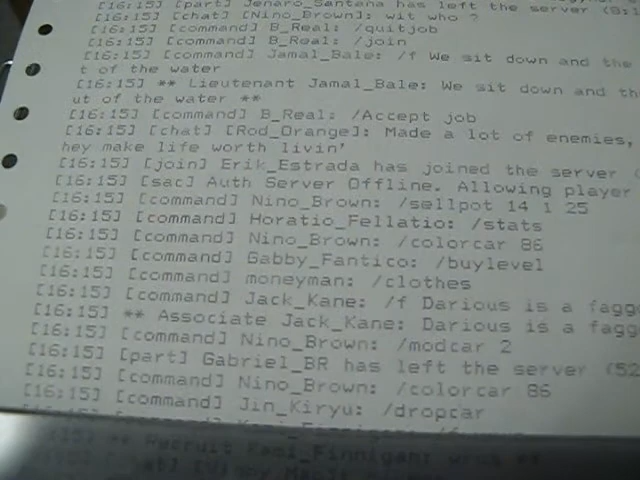 [16:15] [part] Jenaro_Santana has left the server
[16:15] [chat] [Nino_Brown]: wit who ?
[16:15] [command] B_Real: /quitjob
[16:15] [command] B_Real: /join
[16:15] [command] Jamal_Bale: /f We sit down and the
t of the water
[16:15] ** Lieutenant Jamal_Bale: We sit down and th
ut of the water **
[16:15] [command] B_Real: /Accept job
[16:15] [chat] [Rod_Orange]: Made a lot of enemies,
hey make life worth livin'
[16:15] [join] Erik_Estrada has joined the server (
[16:15] [sac] Auth Server Offline. Allowing player
[16:15] [command] Nino_Brown: /sellpot 14 1 25
[16:15] [command] Horatio_Fellatio: /stats
[16:15] [command] Nino_Brown: /colorcar 86
[16:15] [command] Gabby_Fantico: /buylevel
[16:15] [command] moneyman: /clothes
[16:15] [command] Jack_Kane: /f Darious is a fagg
[16:15] ** Associate Jack_Kane: Darious is a fagg
[16:15] [command] Nino_Brown: /modcar 2
[16:15] [part] Gabriel_BR has left the server (52
[16:15] [command] Nino_Brown: /colorcar 86
[16:15] [command] Jin_Kiryu: /dropcar
** Recruit Kami_Finnigan: